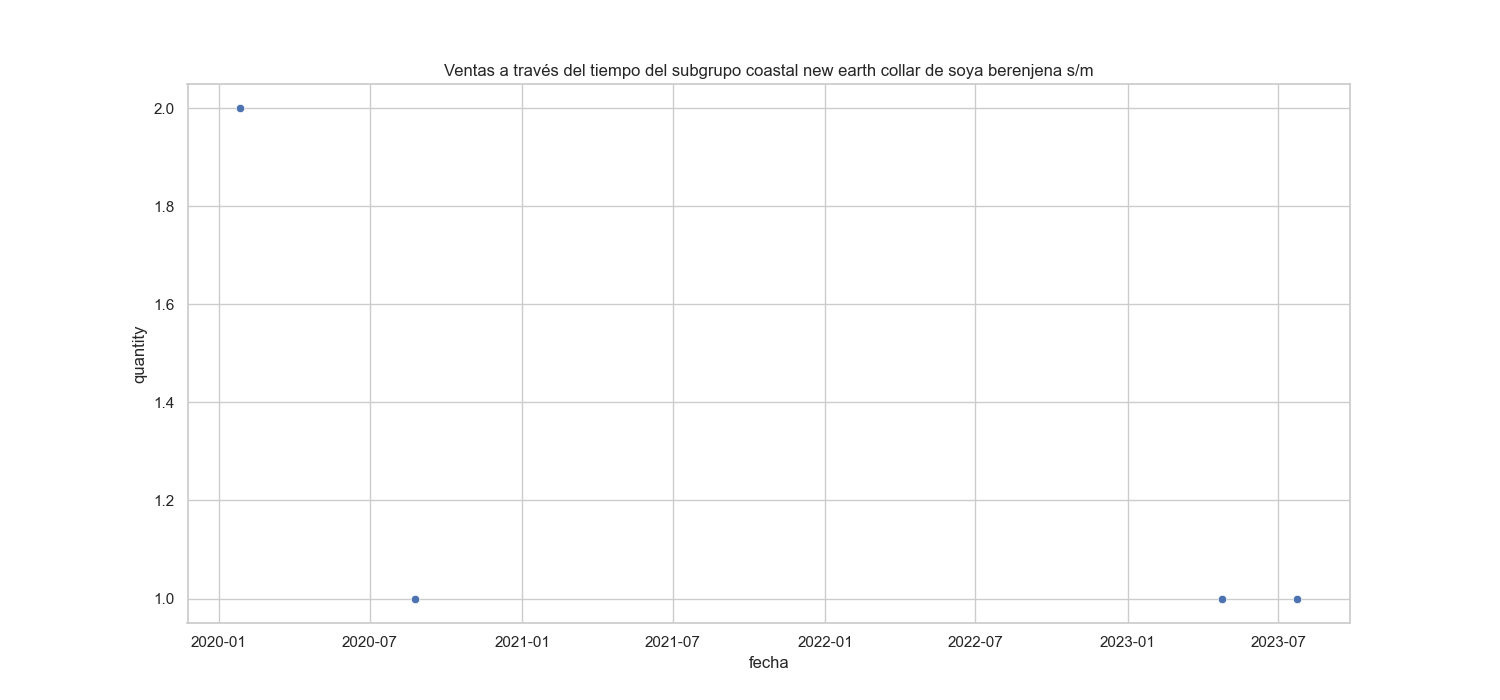 Ventas a través del tiempo del subgrupo coastal new earth collar de soya berenjena s/m
2.0
1.8
1.6
1.4
1.2
1.0
quantity
2020-01 2020-07 2021-01 2021-07 2022-01 2022-07 2023-01 2023-07
fecha